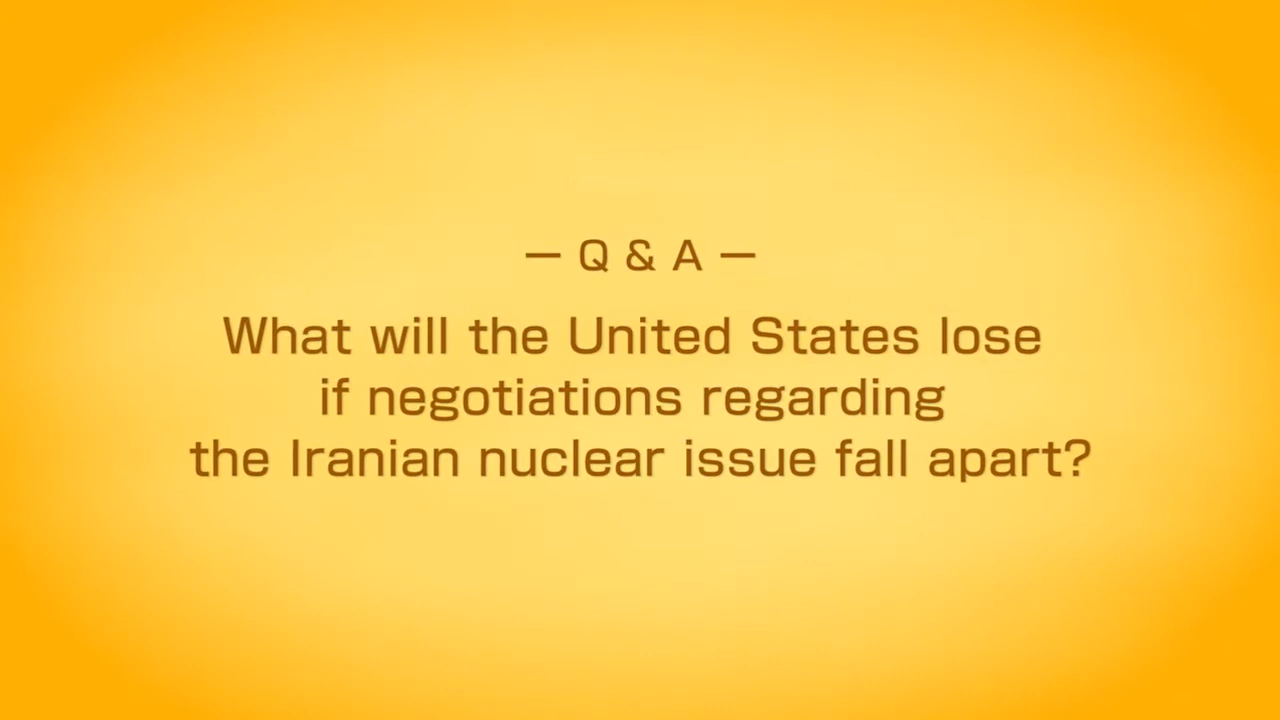 — Q & A —
What will the United States lose
if negotiations regarding
the Iranian nuclear issue fall apart?